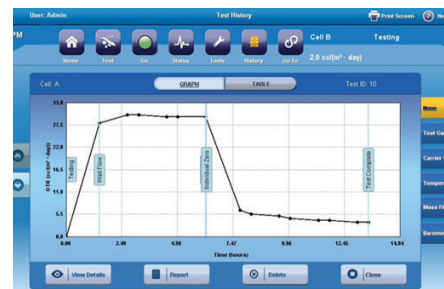 User: Admin Test History Print Screen He
PM Cell B Testing
Home Test Go Status Tools History Go To 2.0 cc/(m² · day)
Cell: A GRAPH TABLE Test ID: 10
33.0
27.5
22.0
16.5
11.0
5.5
0.0
OTR (cc/(m² · day))
Testing
Wait Flow
Individual Zero
Test Complete
0.00 2.49 4.98 7.47 9.96 12.45 14.94
Time (hours)
None
Test Ga
Carrier
Temper
Mass Fl
Barome
View Details Report Delete Close